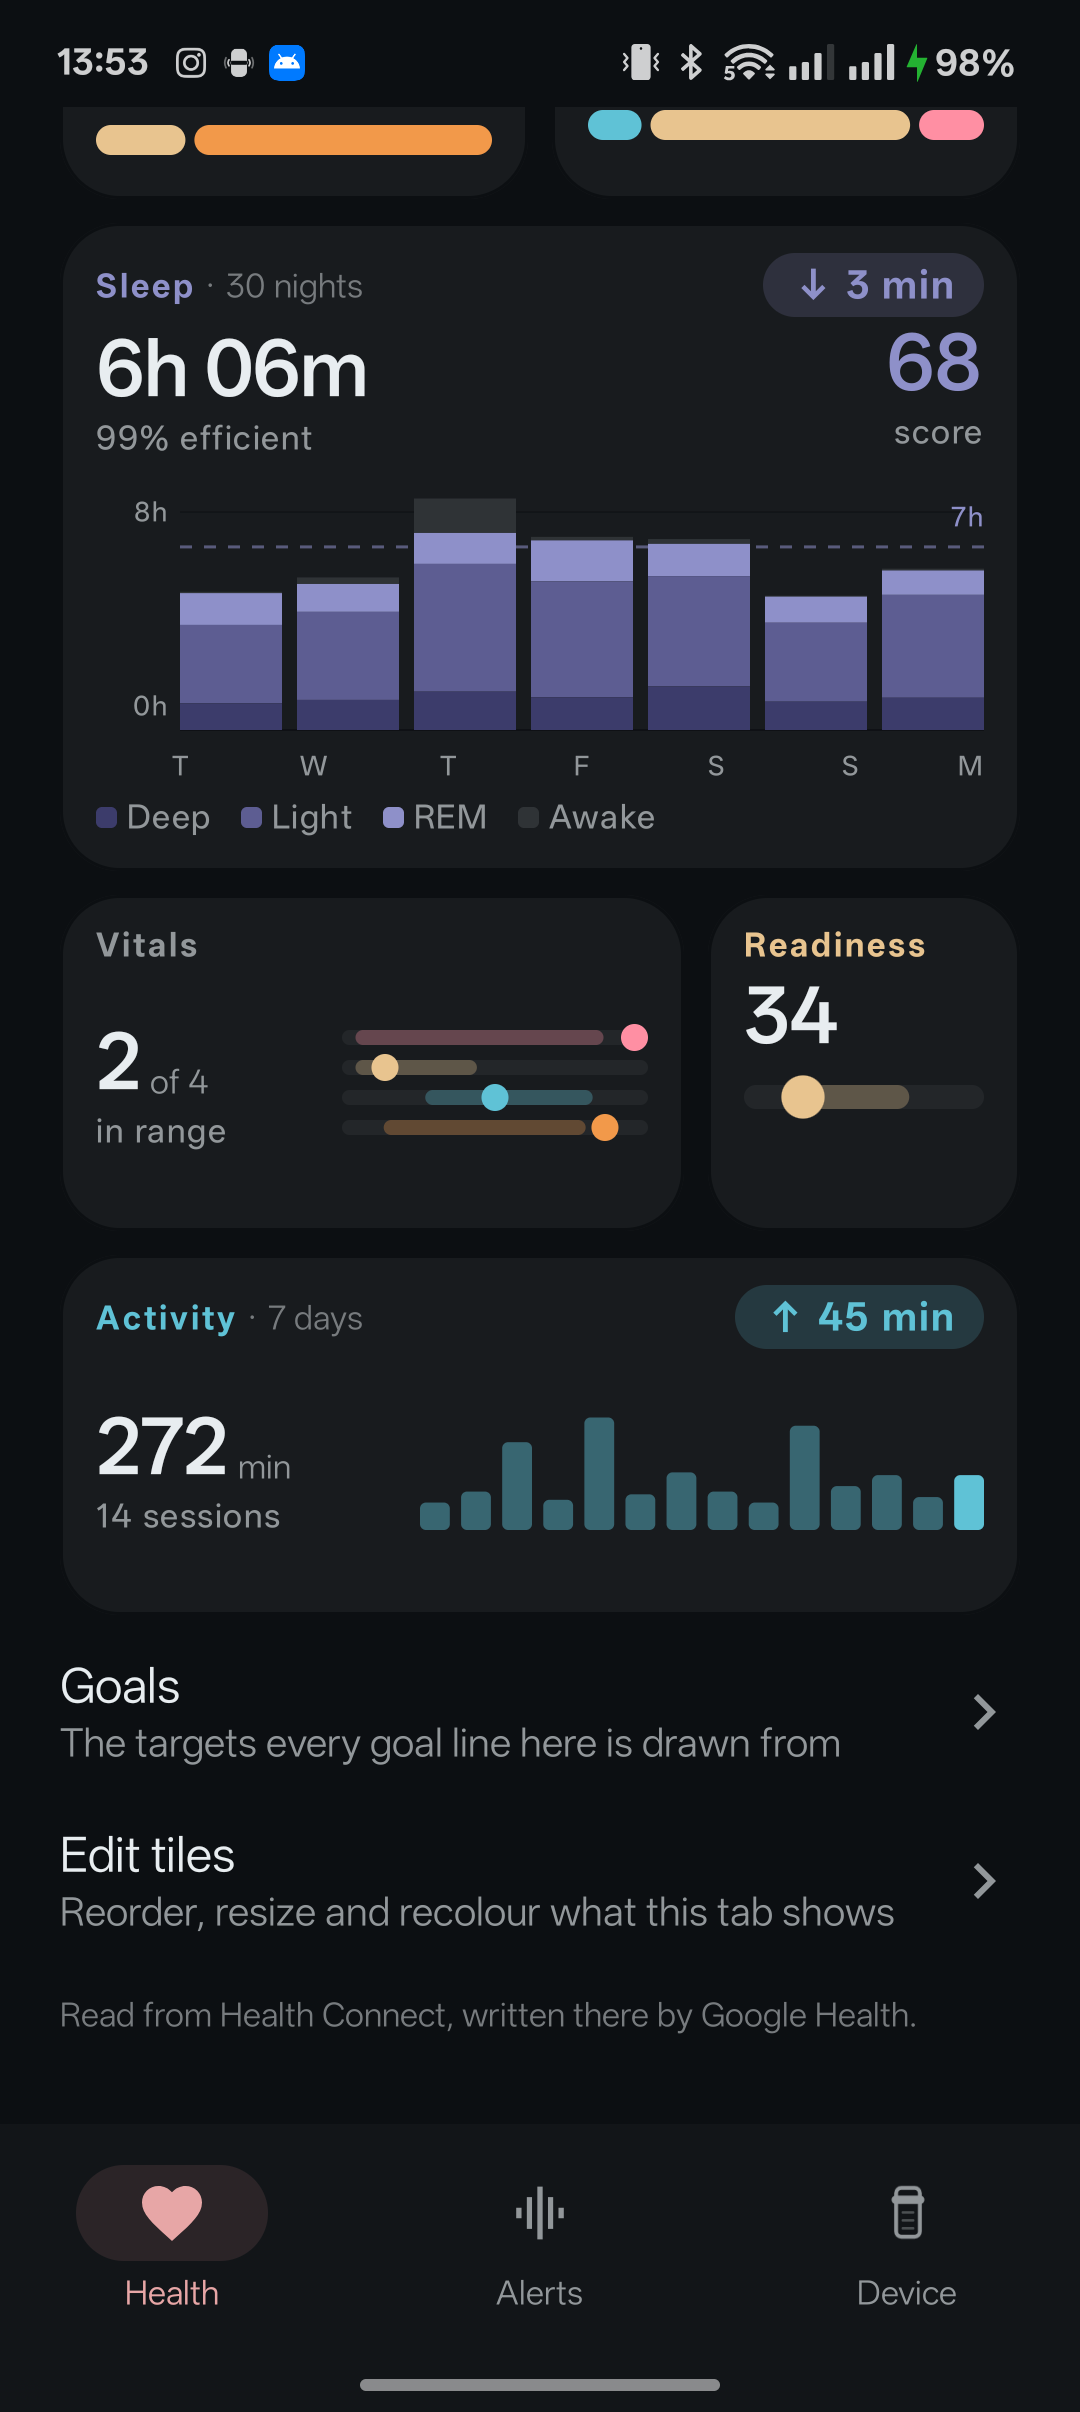 13:53
98%
Sleep · 30 nights
↓ 3 min
6h 06m
68
99% efficient
score
8h
7h
0h
T W T F S S M
Deep Light REM Awake
Vitals
2 of 4
in range
Readiness
34
Activity · 7 days
↑ 45 min
272 min
14 sessions
Goals
The targets every goal line here is drawn from
Edit tiles
Reorder, resize and recolour what this tab shows
Read from Health Connect, written there by Google Health.
Health
Alerts
Device